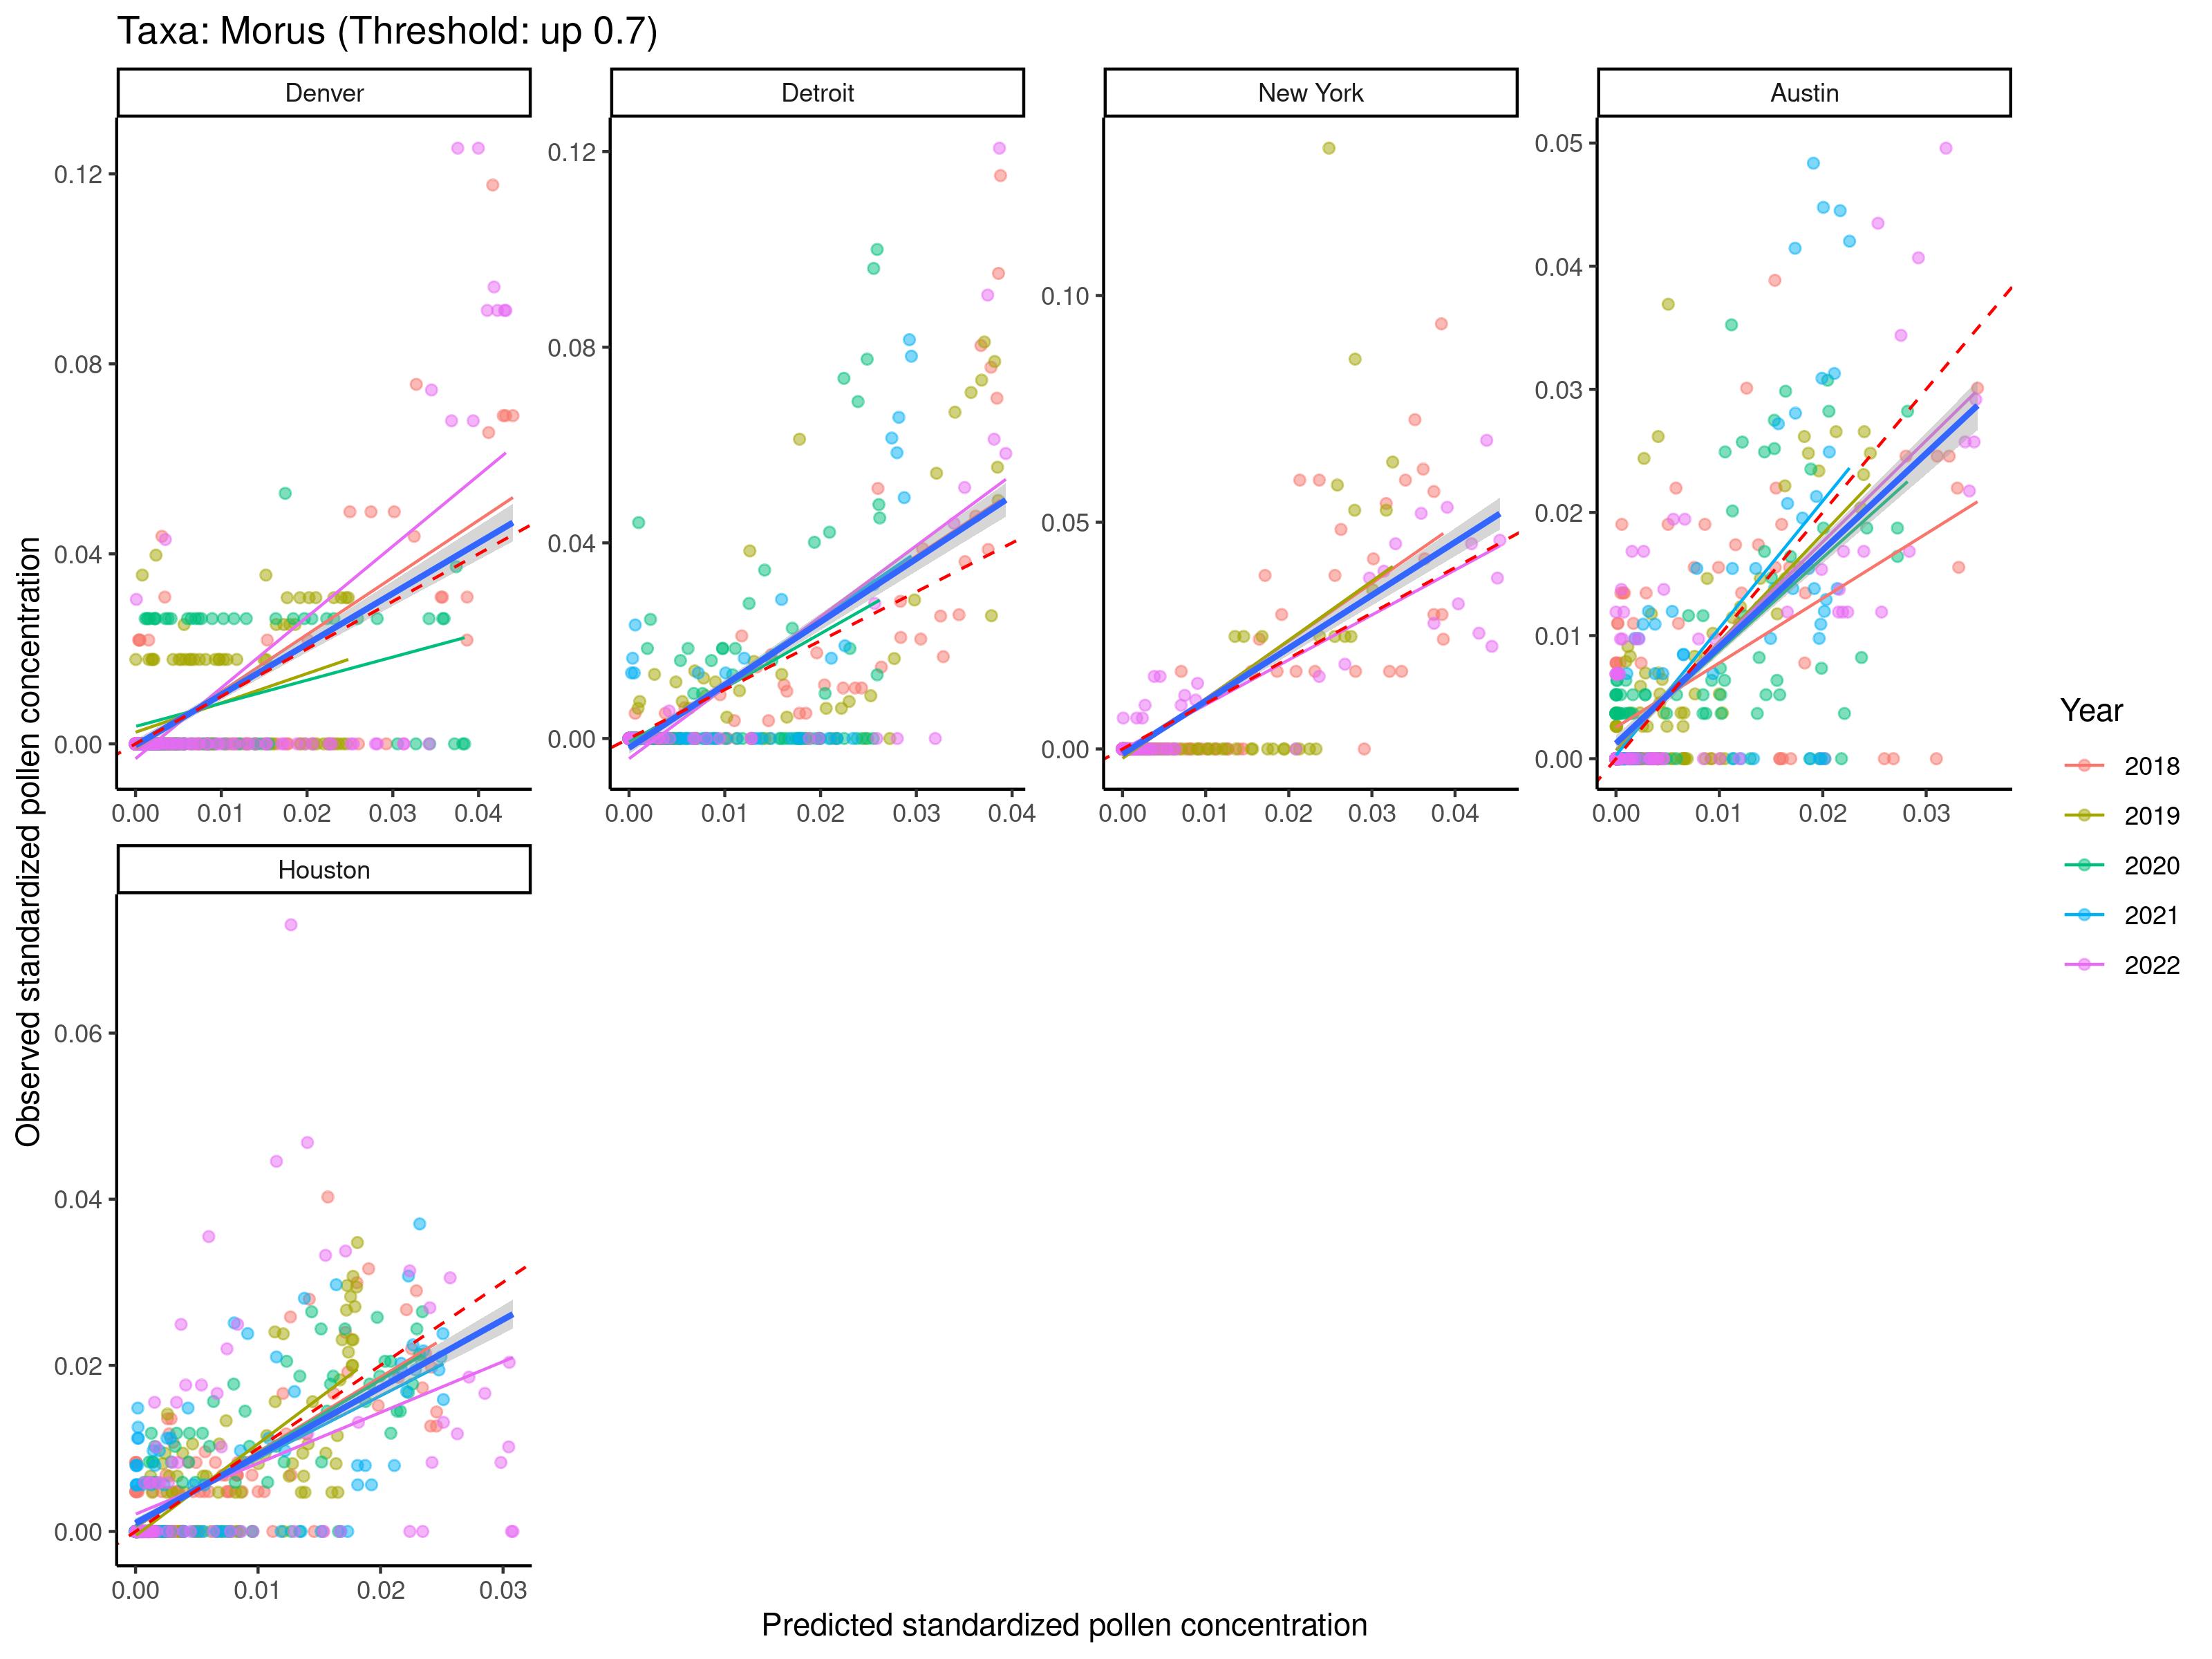 Taxa: Morus (Threshold: up 0.7)
Denver
Detroit
New York
Austin
0.12
0.08
0.04
0.00
0.12
0.08
0.04
0.00
0.10
0.05
0.00
0.05
0.04
0.03
0.02
0.01
0.00
0.00 0.01 0.02 0.03 0.04
0.00 0.01 0.02 0.03 0.04
0.00 0.01 0.02 0.03 0.04
0.00 0.01 0.02 0.03
Houston
0.06
0.04
0.02
0.00
0.00 0.01 0.02 0.03
Observed standardized pollen concentration
Predicted standardized pollen concentration
Year
2018
2019
2020
2021
2022